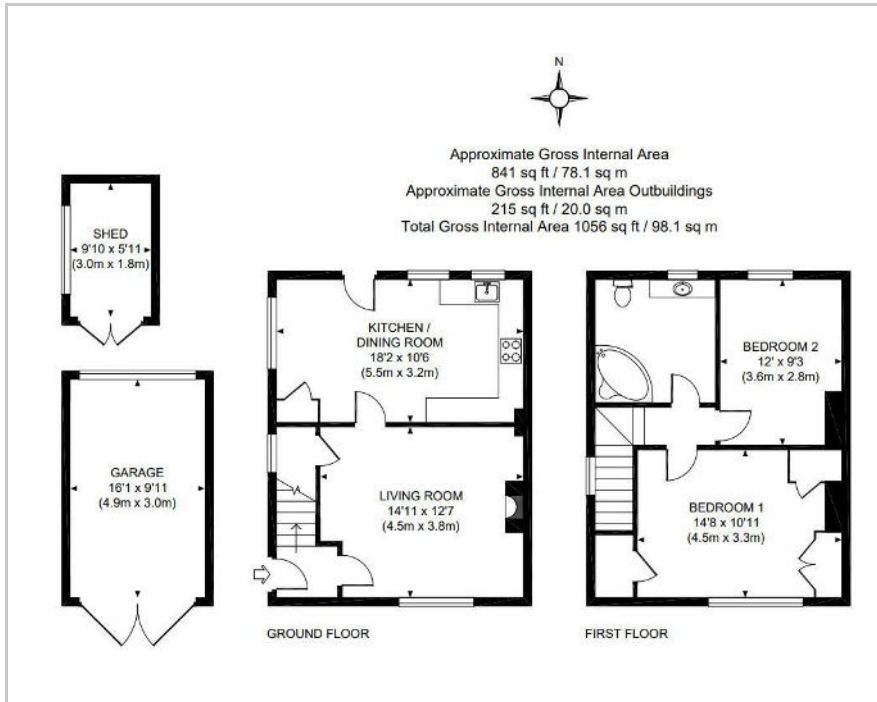 N
Approximate Gross Internal Area
841 sq ft / 78.1 sq m
Approximate Gross Internal Area Outbuildings
215 sq ft / 20.0 sq m
Total Gross Internal Area 1056 sq ft / 98.1 sq m
SHED
9'10 x 5'11
(3.0m x 1.8m)
KITCHEN /
DINING ROOM
18'2 x 10'6
(5.5m x 3.2m)
BEDROOM 2
12' x 9'3
(3.6m x 2.8m)
GARAGE
16'1 x 9'11
(4.9m x 3.0m)
LIVING ROOM
14'11 x 12'7
(4.5m x 3.8m)
BEDROOM 1
14'8 x 10'11
(4.5m x 3.3m)
GROUND FLOOR
FIRST FLOOR